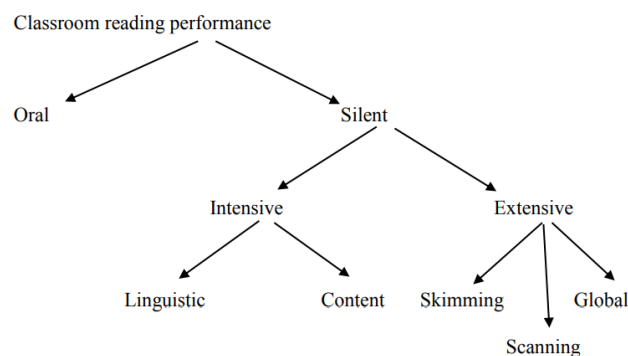 Classroom reading performance
Oral Silent
Intensive Extensive
Linguistic Content Skimming Global
Scanning